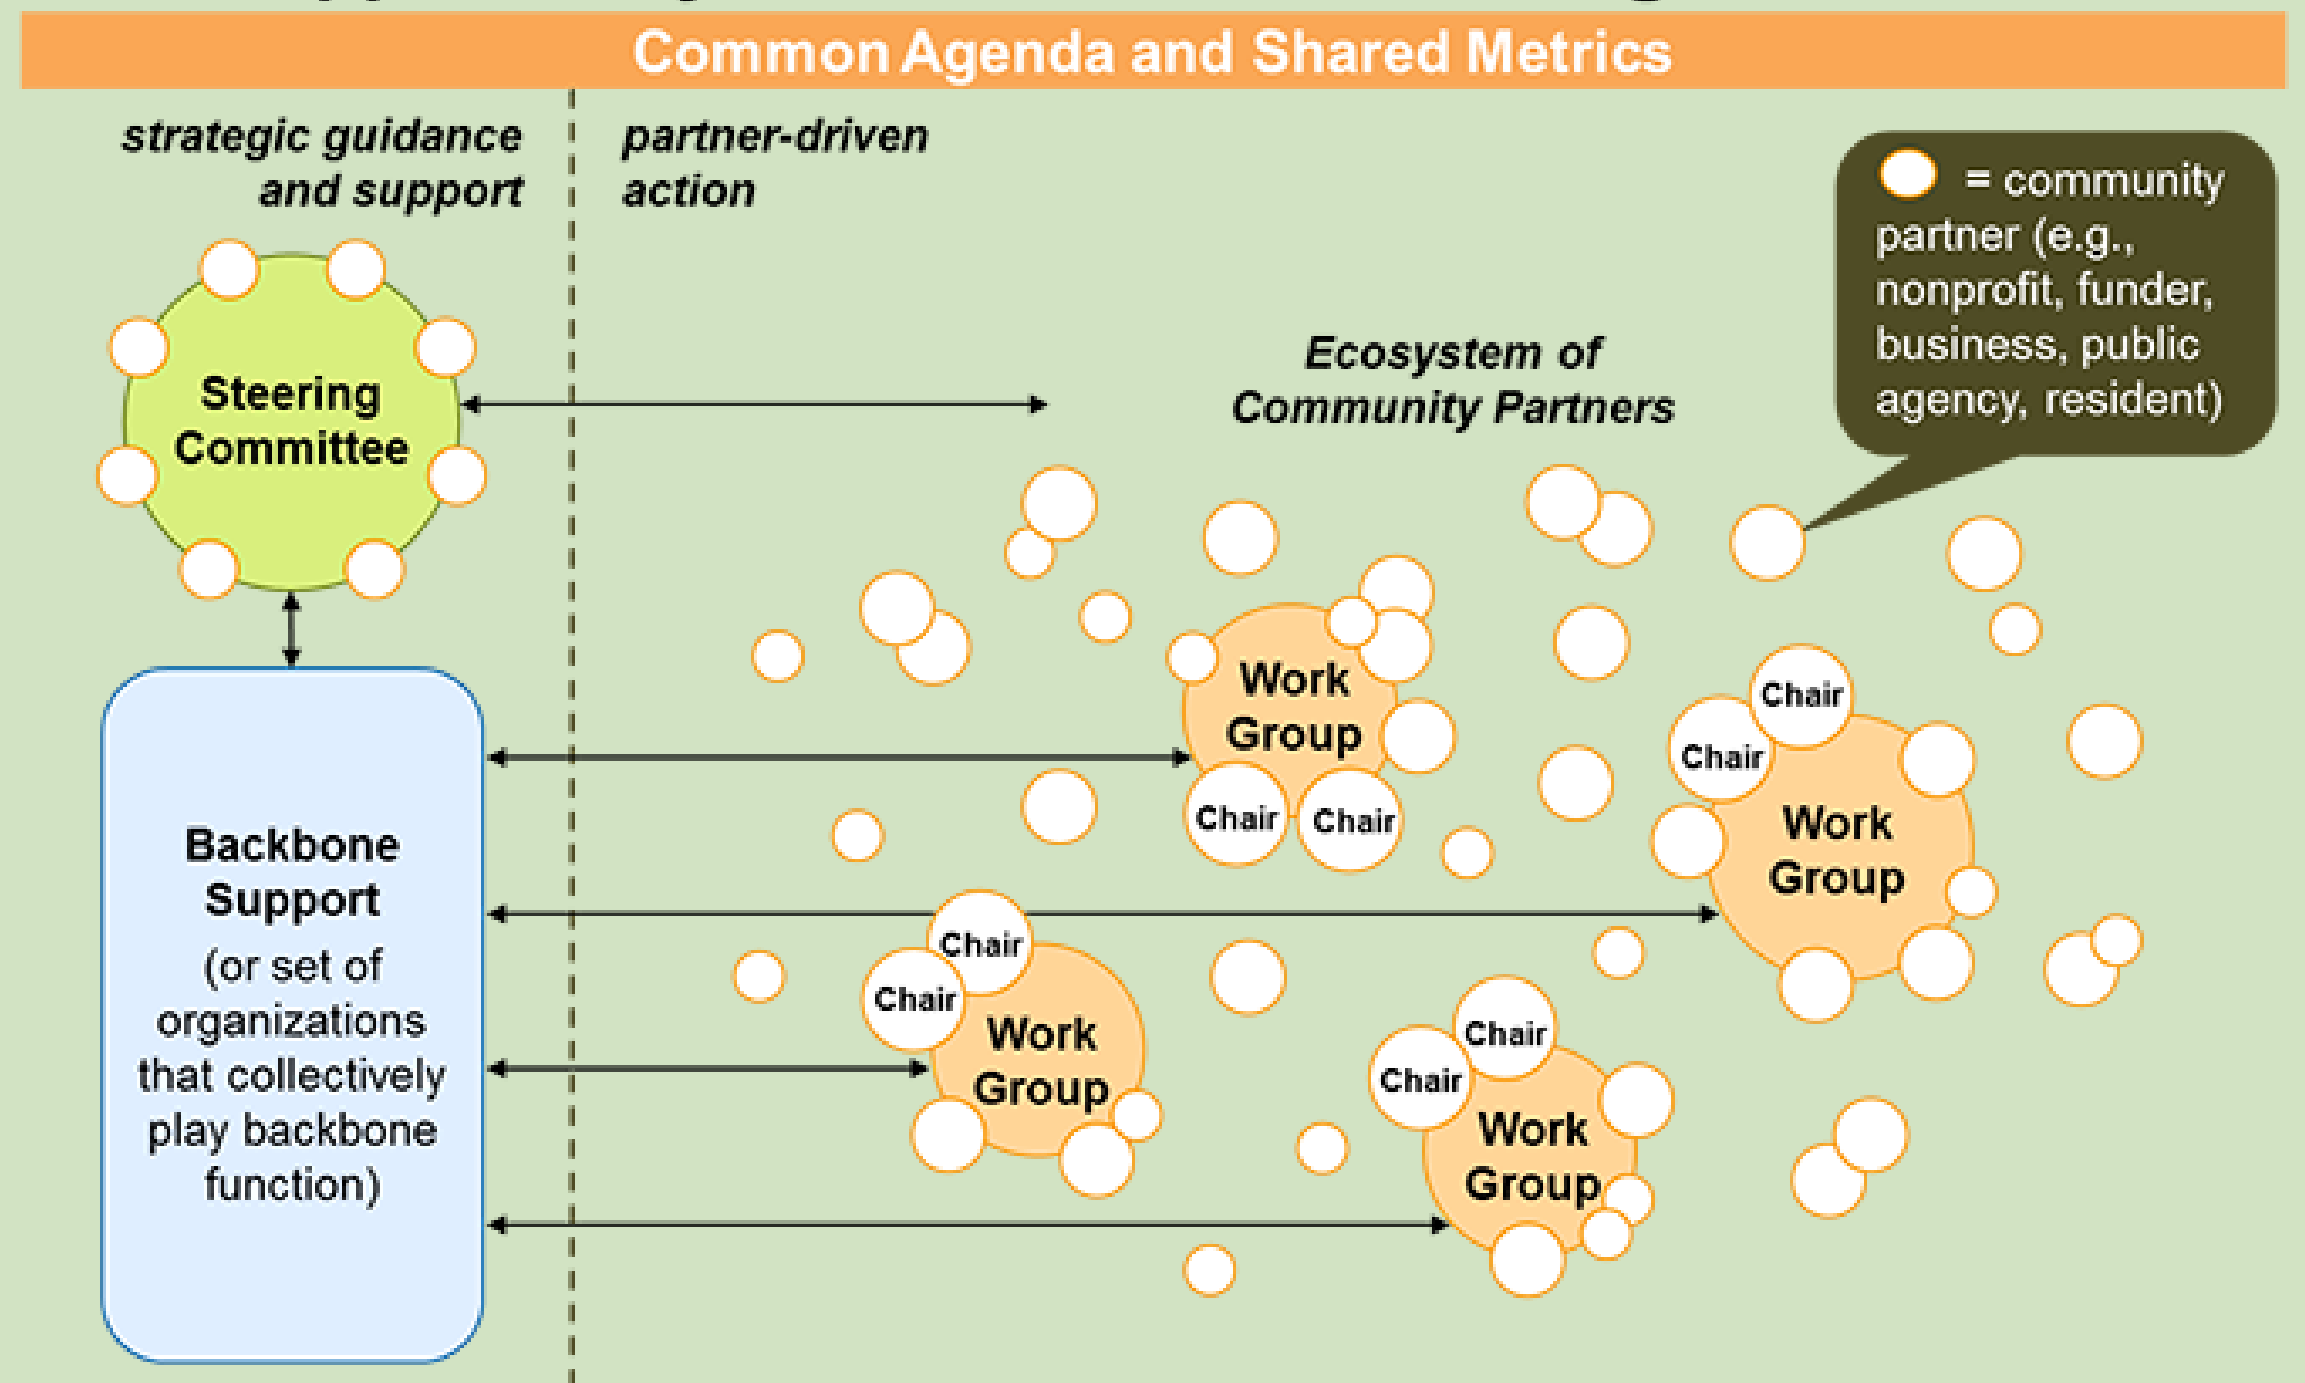 Common Agenda and Shared Metrics
strategic guidance
and support
partner-driven
action
= community
partner (e.g.,
nonprofit, funder,
business, public
agency, resident)
Ecosystem of
Community Partners
Steering
Committee
Work
Group
Chair
Chair
Chair
Chair
Work
Group
Backbone
Support
(or set of
organizations
that collectively
play backbone
function)
Chair
Chair
Work
Group
Chair
Chair
Work
Group